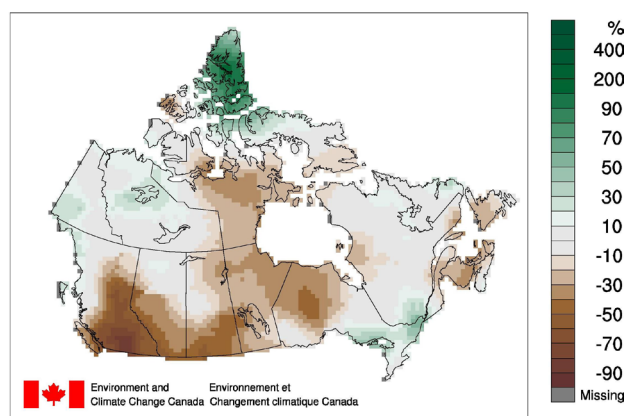 %
400
200
90
70
50
30
10
-10
-30
-50
-70
-90
Missing
Environment and
Climate Change Canada
Environnement et
Changement climatique Canada